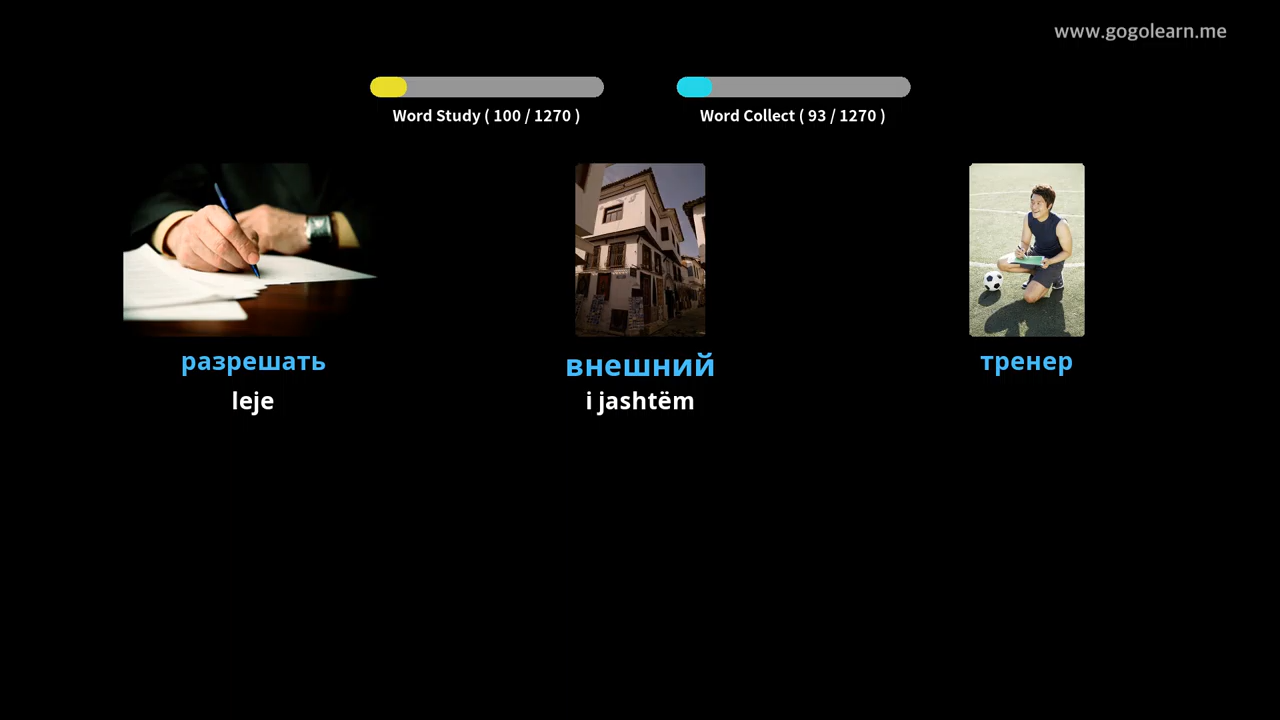 www.gogolearn.me
Word Study ( 100 / 1270 )
Word Collect ( 93 / 1270 )
разрешать
leje
внешний
i jashtëm
тренер